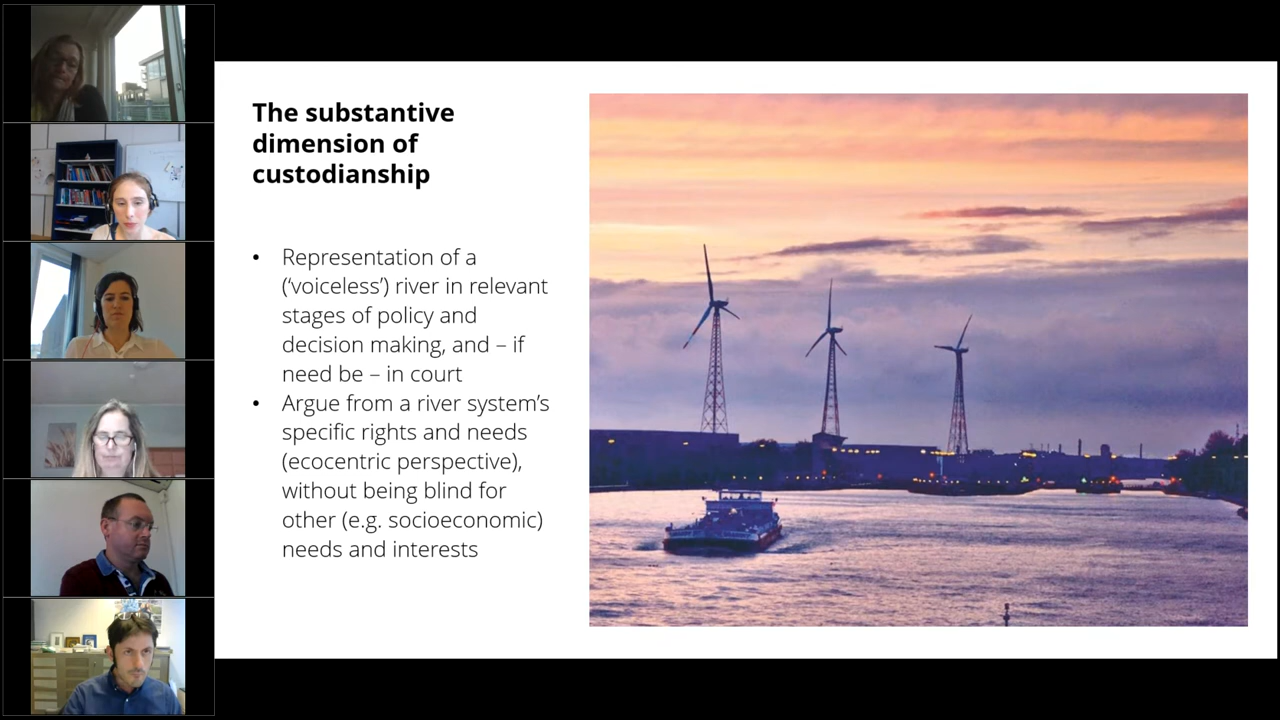 The substantive
dimension of
custodianship
• Representation of a
(‘voiceless’) river in relevant
stages of policy and
decision making, and – if
need be – in court
• Argue from a river system’s
specific rights and needs
(ecocentric perspective),
without being blind for
other (e.g. socioeconomic)
needs and interests